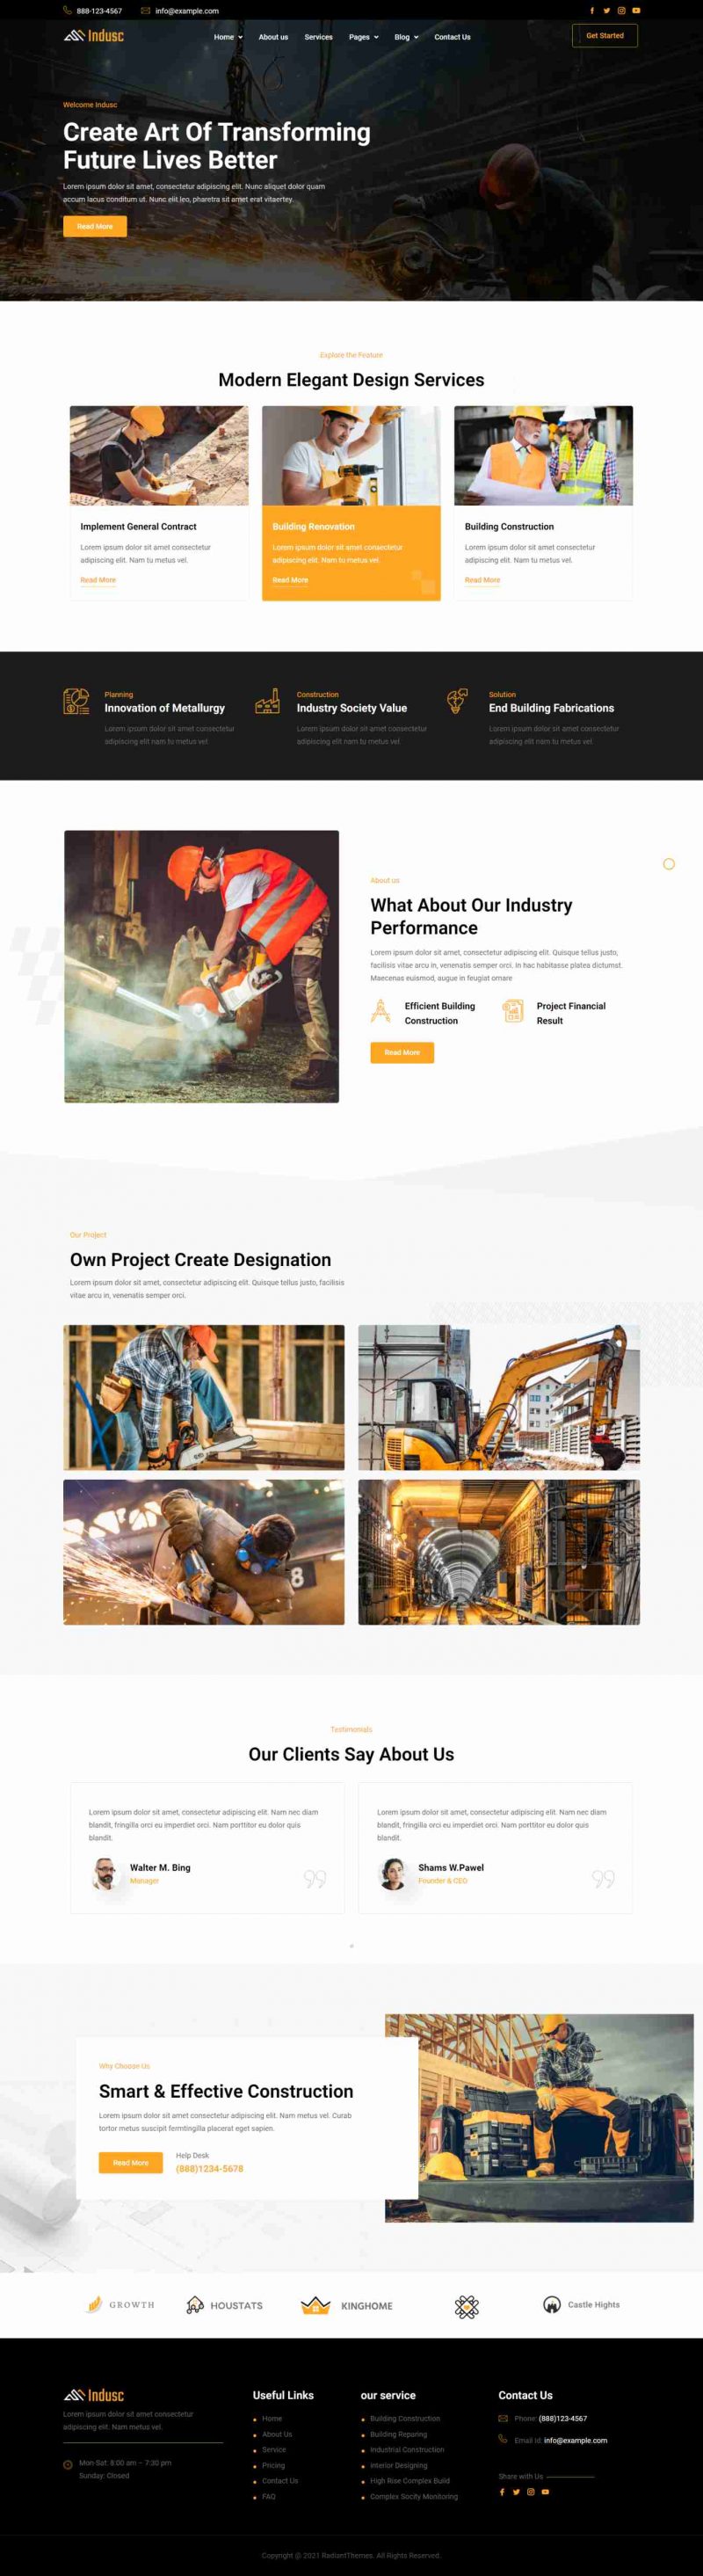 888-123-4567
info@example.com
Indusc
Home
About us
Services
Pages
Blog
Contact Us
Get Started
Welcome Indusc
Create Art Of Transforming
Future Lives Better
Lorem ipsum dolor sit amet, consectetur adipiscing elit. Nunc aliquet dolor quam
accum lacus conditum ut. Nunc elit leo, pharetra sit amet erat vitaertey.
Read More
Explore the Feature
Modern Elegant Design Services
Implement General Contract
Lorem ipsum dolor sit amet consectetur
adipiscing elit. Nam tu metus vel.
Read More
Building Renovation
Lorem ipsum dolor sit amet consectetur
adipiscing elit. Nam tu metus vel.
Read More
Building Construction
Lorem ipsum dolor sit amet consectetur
adipiscing elit. Nam tu metus vel.
Read More
Planning
Innovation of Metallurgy
Lorem ipsum dolor sit amet consectetur
adipiscing elit nam tu metus vel
Construction
Industry Society Value
Lorem ipsum dolor sit amet consectetur
adipiscing elit nam tu metus vel
Solution
End Building Fabrications
Lorem ipsum dolor sit amet consectetur
adipiscing elit nam tu metus vel
About us
What About Our Industry
Performance
Lorem ipsum dolor sit amet, consectetur adipiscing elit. Quisque tellus justo,
facilisis vitae arcu in, venenatis semper orci. In hac habitasse platea dictumst.
Maecenas euismod, augue in feugiat ornare
Efficient Building
Construction
Project Financial
Result
Read More
Our Project
Own Project Create Designation
Lorem ipsum dolor sit amet, consectetur adipiscing elit. Quisque tellus justo, facilisis
vitae arcu in, venenatis semper orci.
8
Testimonials
Our Clients Say About Us
Lorem ipsum dolor sit amet, consectetur adipiscing elit. Nam nec diam
blandit, fringilla orci eu imperdiet orci. Nam porttitor eu dolor quis
blandit.
Walter M. Bing
Manager
Lorem ipsum dolor sit amet, consectetur adipiscing elit. Nam nec diam
blandit, fringilla orci eu imperdiet orci. Nam porttitor eu dolor quis
blandit.
Shams W.Pawel
Founder & CEO
Why Choose Us
Smart & Effective Construction
Lorem ipsum dolor sit amet consectetur adipiscing elit. Nam metus vel. Curab
tortor metus suscipit fermtingilla placerat eget sapien.
Read More
Help Desk
(888)1234-5678
GROWTH
HOUSTATS
KINGHOME
Castle Hights
Indusc
Lorem ipsum dolor sit amet consectetur
adipiscing elit. Nam metus vel.
Mon-Sat: 8:00 am – 7:30 pm
Sunday: Closed
Useful Links
Home
About Us
Service
Pricing
Contact Us
FAQ
our service
Building Construction
Building Reparing
Industrial Construction
interior Designing
High Rise Complex Build
Complex Socity Monitoring
Contact Us
Phone: (888)123-4567
Email Id: info@example.com
Share with Us
Copyright @ 2021 RadiantThemes. All Rights Reserved.